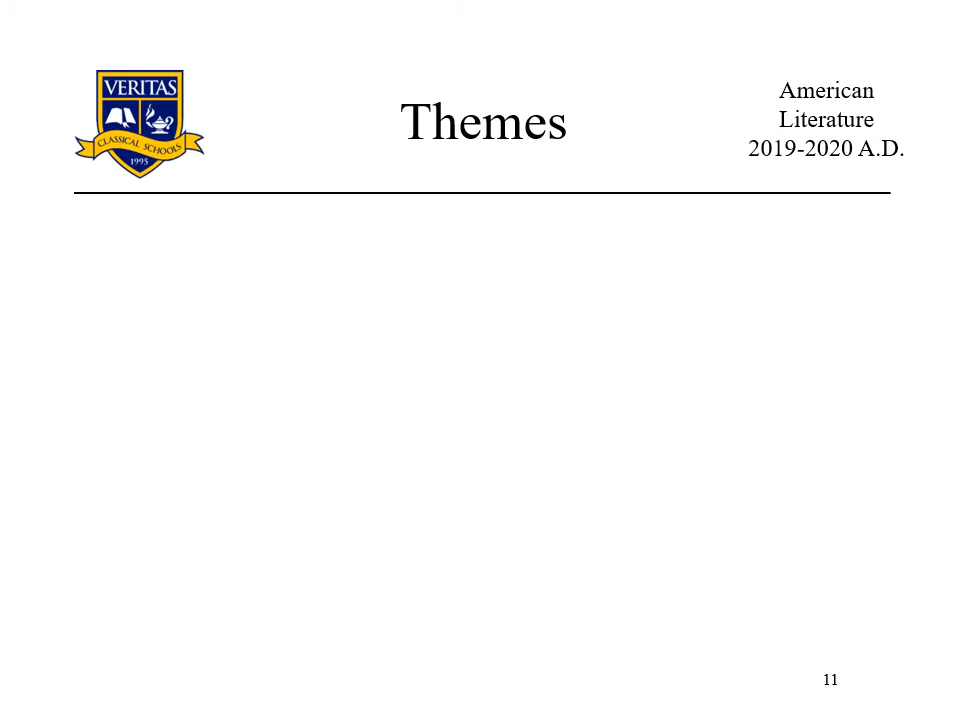 VERITAS
CLASSICAL SCHOOLS
1995
Themes
American
Literature
2019-2020 A.D.
11